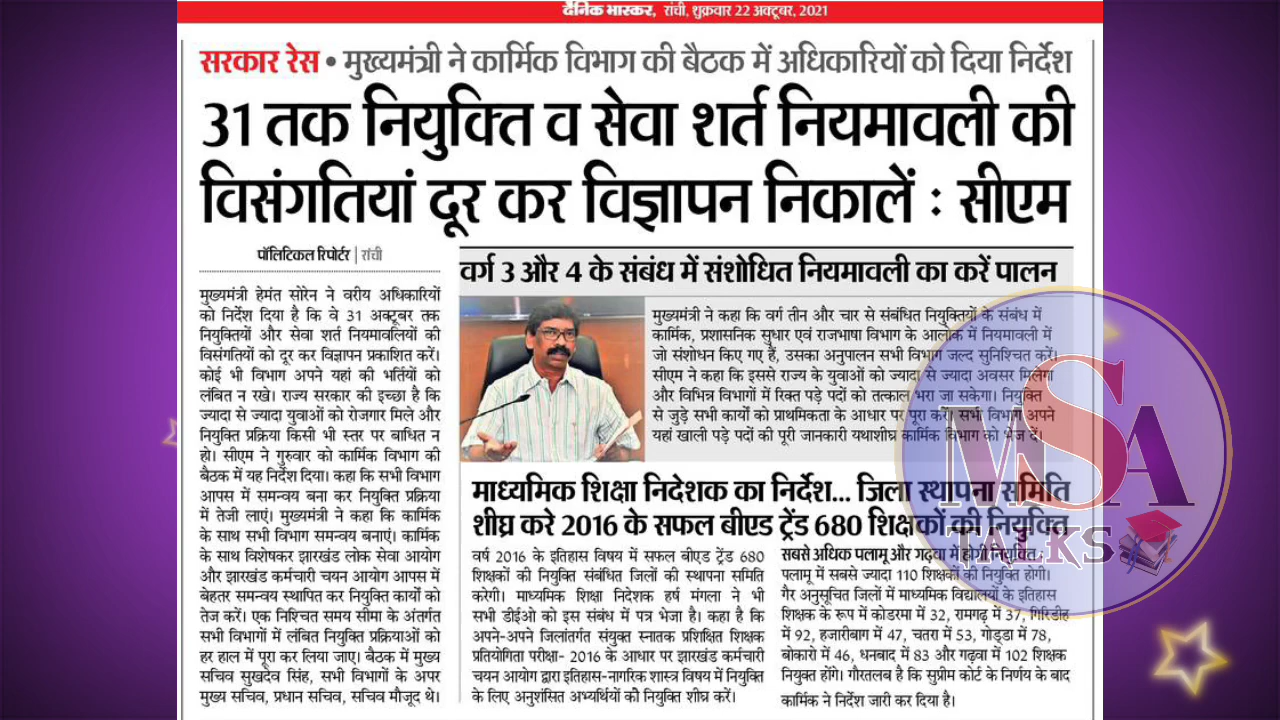 दैनिक भास्कर, रांची, शुक्रवार 22 अक्टूबर, 2021
सरकार रेस • मुख्यमंत्री ने कार्मिक विभाग की बैठक में अधिकारियों को दिया निर्देश
31 तक नियुक्ति व सेवा शर्त नियमावली की
विसंगतियां दूर कर विज्ञापन निकालें : सीएम
पॉलिटिकल रिपोर्टर | रांची
मुख्यमंत्री हेमंत सोरेन ने वरीय अधिकारियों
को निर्देश दिया है कि वे 31 अक्टूबर तक
नियुक्तियों और सेवा शर्त नियमावलियों की
विसंगतियों को दूर कर विज्ञापन प्रकाशित करें।
कोई भी विभाग अपने यहां की भर्तियों को
लंबित न रखे। राज्य सरकार की इच्छा है कि
ज्यादा से ज्यादा युवाओं को रोजगार मिले और
नियुक्ति प्रक्रिया किसी भी स्तर पर बाधित न
हो। सीएम ने गुरुवार को कार्मिक विभाग की
बैठक में यह निर्देश दिया। कहा कि सभी विभाग
आपस में समन्वय बना कर नियुक्ति प्रक्रिया
में तेजी लाएं। मुख्यमंत्री ने कहा कि कार्मिक
के साथ सभी विभाग समन्वय बनाएं। कार्मिक
के साथ विशेषकर झारखंड लोक सेवा आयोग
और झारखंड कर्मचारी चयन आयोग आपस में
बेहतर समन्वय स्थापित कर नियुक्ति कार्यों को
तेज करें। एक निश्चित समय सीमा के अंतर्गत
सभी विभागों में लंबित नियुक्ति प्रक्रियाओं को
हर हाल में पूरा कर लिया जाए। बैठक में मुख्य
सचिव सुखदेव सिंह, सभी विभागों के अपर
मुख्य सचिव, प्रधान सचिव, सचिव मौजूद थे।
वर्ग 3 और 4 के संबंध में संशोधित नियमावली का करें पालन
मुख्यमंत्री ने कहा कि वर्ग तीन और चार से संबंधित नियुक्तियों के संबंध में
कार्मिक, प्रशासनिक सुधार एवं राजभाषा विभाग के आलोक में नियमावली में
जो संशोधन किए गए हैं, उसका अनुपालन सभी विभाग जल्द सुनिश्चत करें।
सीएम ने कहा कि इससे राज्य के युवाओं को ज्यादा से ज्यादा अवसर मिलेगा
और विभिन्न विभागों में रिक्त पड़े पदों को तत्काल भरा जा सकेगा। नियुक्ति
से जुड़े सभी कार्यों को प्राथमिकता के आधार पर पूरा करें। सभी विभाग अपने
यहां खाली पड़े पदों की पूरी जानकारी यथाशीघ्र कार्मिक विभाग को भेज दें।
माध्यमिक शिक्षा निदेशक का निर्देश... जिला स्थापना समिति
शीघ्र करे 2016 के सफल बीएड ट्रेंड 680 शिक्षकों की नियुक्ति
वर्ष 2016 के इतिहास विषय में सफल बीएड ट्रेंड 680
शिक्षकों की नियुक्ति संबंधित जिलों की स्थापना समिति
करेगी। माध्यमिक शिक्षा निदेशक हर्ष मंगला ने भी
सभी डीईओ को इस संबंध में पत्र भेजा है। कहा है कि
अपने-अपने जिलांतर्गत संयुक्त स्नातक प्रशिक्षित शिक्षक
प्रतियोगिता परीक्षा- 2016 के आधार पर झारखंड कर्मचारी
चयन आयोग द्वारा इतिहास-नागरिक शास्त्र विषय में नियुक्ति
के लिए अनुशंसित अभ्यर्थियों की नियुक्ति शीघ्र करें।
सबसे अधिक पलामू और गढ़वा में होगी नियुक्ति :
पलामू में सबसे ज्यादा 110 शिक्षकों की नियुक्ति होगी।
गैर अनुसूचित जिलों में माध्यमिक विद्यालयों के इतिहास
शिक्षक के रूप में कोडरमा में 32, रामगढ़ में 37, गिरिडीह
में 92, हजारीबाग में 47, चतरा में 53, गोड्डा में 78,
बोकारो में 46, धनबाद में 83 और गढ़वा में 102 शिक्षक
नियुक्त होंगे। गौरतलब है कि सुप्रीम कोर्ट के निर्णय के बाद
कार्मिक ने निर्देश जारी कर दिया है।
MSA
TALKS